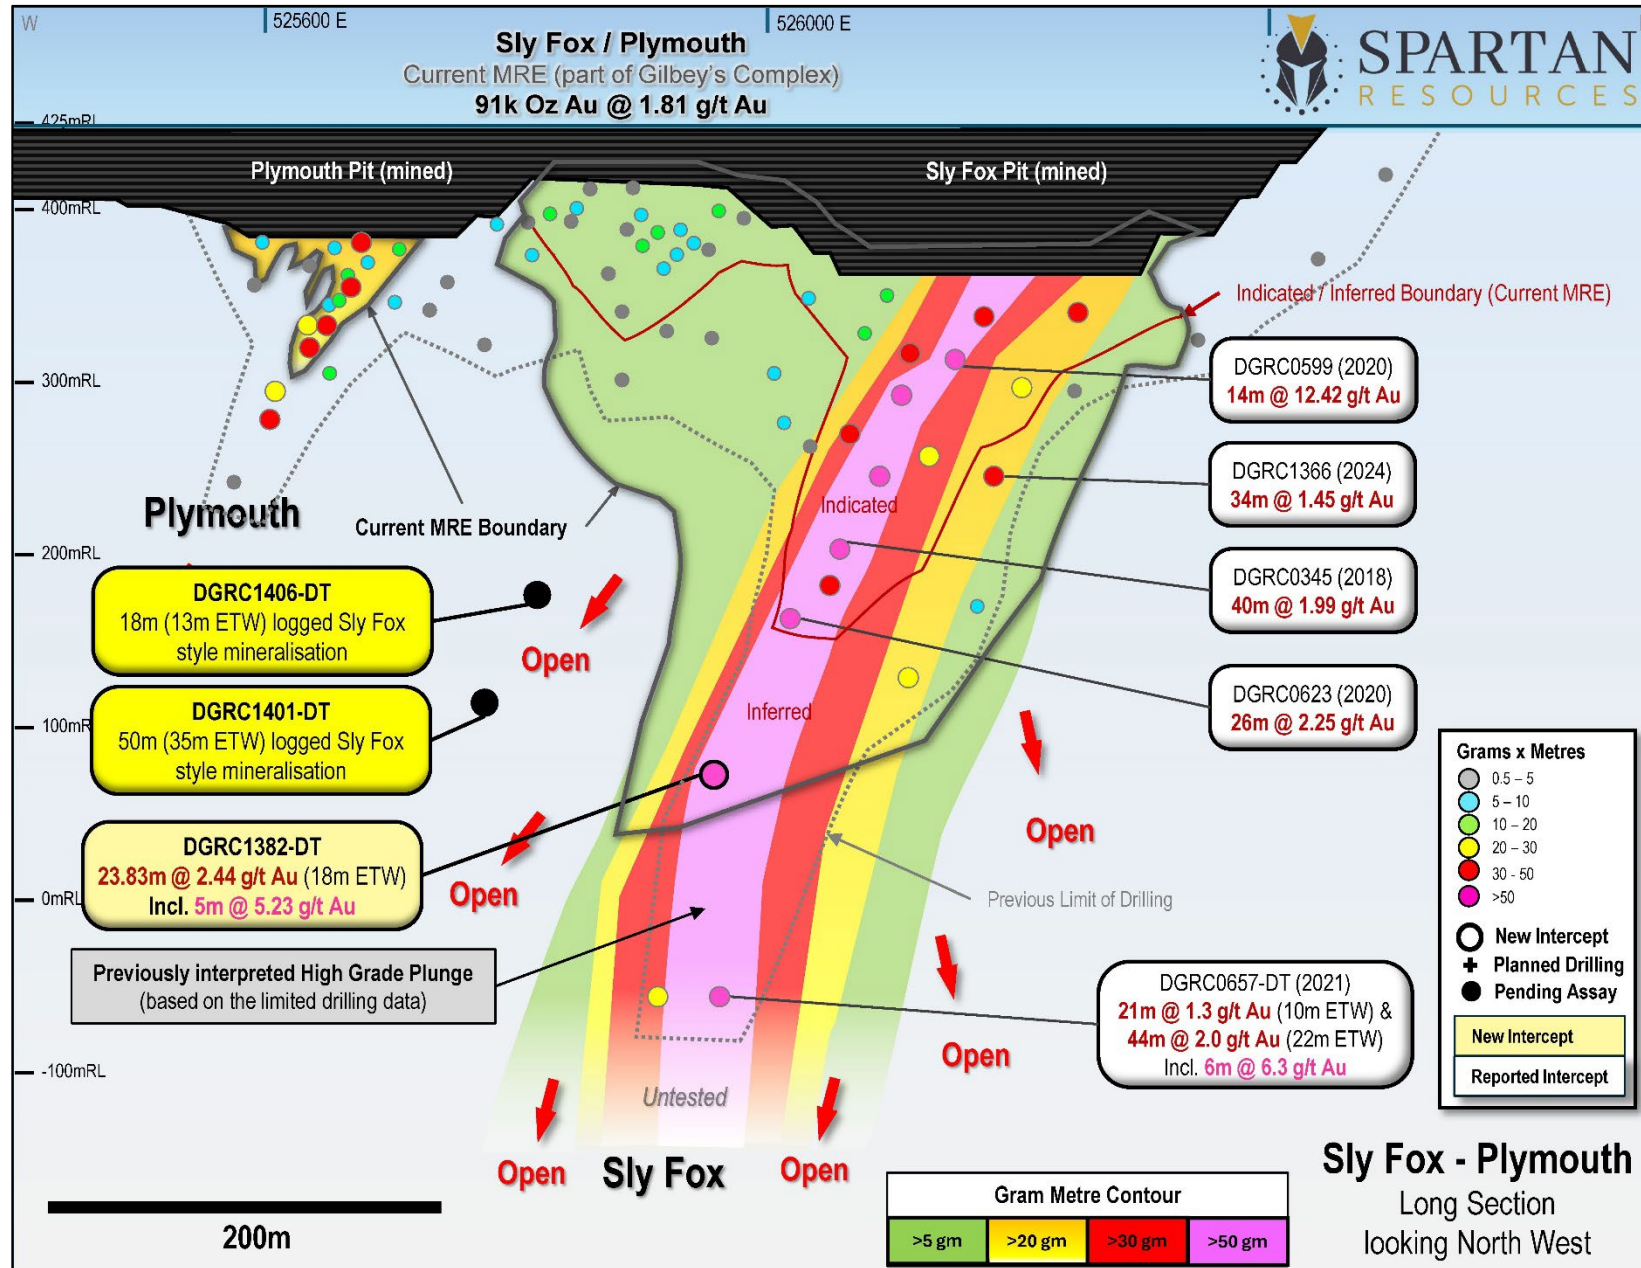 W
525600 E
526000 E
Sly Fox / Plymouth
Current MRE (part of Gilbey's Complex)
91k Oz Au @ 1.81 g/t Au
SPARTAN
RESOURCES
425mRL
Plymouth Pit (mined)
Sly Fox Pit (mined)
400mRL
Indicated / Inferred Boundary (Current MRE)
300mRL
DGRC0599 (2020)
14m @ 12.42 g/t Au
DGRC1366 (2024)
34m @ 1.45 g/t Au
Plymouth
Current MRE Boundary
Indicated
200mRL
DGRC0345 (2018)
40m @ 1.99 g/t Au
DGRC1406-DT
18m (13m ETW) logged Sly Fox
style mineralisation
Open
DGRC0623 (2020)
26m @ 2.25 g/t Au
DGRC1401-DT
50m (35m ETW) logged Sly Fox
style mineralisation
100mRL
Inferred
Open
DGRC1382-DT
23.83m @ 2.44 g/t Au (18m ETW)
Incl. 5m @ 5.23 g/t Au
Open
0mRL
Previous Limit of Drilling
Previously interpreted High Grade Plunge
(based on the limited drilling data)
DGRC0657-DT (2021)
21m @ 1.3 g/t Au (10m ETW) &
44m @ 2.0 g/t Au (22m ETW)
Incl. 6m @ 6.3 g/t Au
Open
-100mRL
Untested
Open
Sly Fox
Open
Grams x Metres
0.5 – 5
5 – 10
10 – 20
20 – 30
30 - 50
>50
New Intercept
Planned Drilling
Pending Assay
New Intercept
Reported Intercept
200m
Gram Metre Contour
>5 gm
>20 gm
>30 gm
>50 gm
Sly Fox - Plymouth
Long Section
looking North West